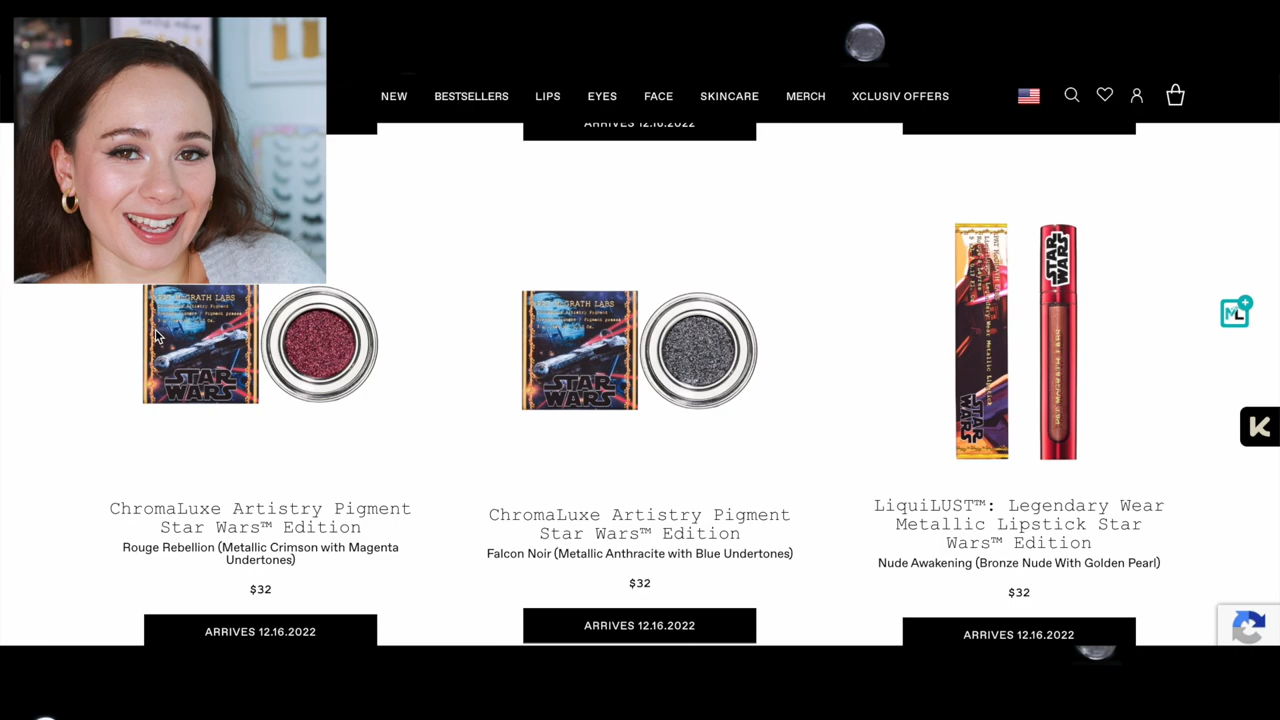 NEW
BESTSELLERS
LIPS
EYES
FACE
SKINCARE
MERCH
XCLUSIV OFFERS
ARRIVES 12.16.2022
STAR
WARS
STAR
WARS
STAR
WARS
STAR
WARS
ChromaLuxe Artistry Pigment
Star Wars™ Edition
Rouge Rebellion (Metallic Crimson with Magenta
Undertones)
$32
ARRIVES 12.16.2022
ChromaLuxe Artistry Pigment
Star Wars™ Edition
Falcon Noir (Metallic Anthracite with Blue Undertones)
$32
ARRIVES 12.16.2022
LiquiLUST™: Legendary Wear
Metallic Lipstick Star
Wars™ Edition
Nude Awakening (Bronze Nude With Golden Pearl)
$32
ARRIVES 12.16.2022